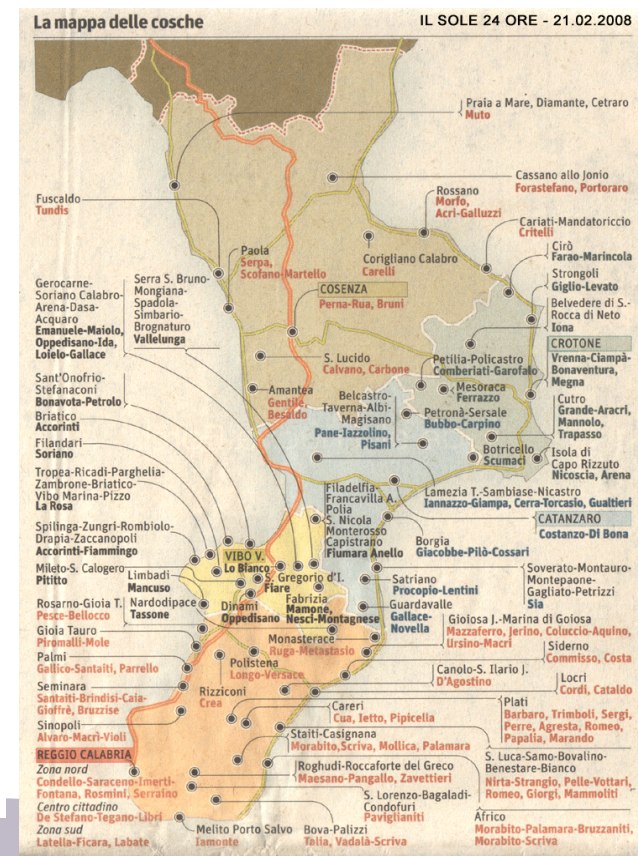 La mappa delle cosche
IL SOLE 24 ORE - 21.02.2008
Praia a Mare, Diamante, Cetraro
Muto
Cassano allo Jonio
Forastefano, Portoraro
Rossano
Morfo,
Acri-Galluzzi
Cariati-Mandatoriccio
Critelli
Fuscaldo
Tundis
Paola
Serpa,
Scofano-Martello
Corigliano Calabro
Carelli
Cirò
Farao-Marincola
Strongoli
Giglio-Levato
COSENZA
Perna-Rua, Bruni
Belvedere di S.-
Rocca di Neto
Iona
Gerocarne-
Soriano Calabro-
Arena-Dasa-
Acquaro
Emanuele-Maiolo,
Oppedisano-Ida,
Loielo-Gallace
Serra S. Bruno-
Mongiana-
Spadola-
Simbario-
Brognaturo
Vallelunga
S. Lucido
Calvano, Carbone
Petilia-Policastro
Comberiati-Garofalo
CROTONE
Vrenna-Ciampà-
Bonaventura,
Megna
Mesoraca
Ferrazzo
Amantea
Gentile,
Besaldo
Sant'Onofrio-
Stefanaconi
Bonavota-Petrolo
Belcastro-
Taverna-Albi-
Magisano
Pane-Iazzolino,
Pisani
Petronà-Sersale
Bubbo-Carpino
Cutro
Grande-Aracri,
Mannolo,
Trapasso
Briatico
Accorinti
Filandari
Soriano
Botricello
Scumaci
Isola di
Capo Rizzuto
Nicoscia, Arena
Tropea-Ricadi-Parghelia-
Zambrone-Briatico-
Vibo Marina-Pizzo
La Rosa
Filadelfia-
Francavilla A.
Polia
S. Nicola
Monterosso
Capistrano
Fiumara Anello
Lamezia T.-Sambiase-Nicastro
Iannazzo-Giampa, Cerra-Torcasio, Gualtieri
CATANZARO
Costanzo-Di Bona
Spilinga-Zungri-Rombiolo-
Drapia-Zaccanopoli
Accorinti-Fiammingo
Borgia
Giacobbe-Pilò-Cossari
VIBO V.
Lo Bianco
Mileto-S. Calogero
Pititto
Limbadi
Mancuso
S. Gregorio d'I.
Fiare
Satriano
Procopio-Lentini
Soverato-Montauro-
Montepaone-
Gagliato-Petrizzi
Sia
Rosarno-Gioia T.
Pesce-Bellocco
Nardodipace
Tassone
Dinami
Oppedisano
Fabrizia
Mamone,
Nesci-Montagnese
Guardavalle
Gallace-
Novella
Gioia Tauro
Piromalli-Mole
Monasterace
Ruga-Metastasio
Gioiosa J.-Marina di Gioiosa
Mazzaferro, Jerino, Coluccio-Aquino,
Ursino-Macri
Palmi
Gallico-Santaiti, Parrello
Polistena
Longo-Versace
Siderno
Commisso, Costa
Seminara
Santaiti-Brindisi-Caia-
Gioffrè, Bruzzise
Rizziconi
Crea
Canolo-S. Ilario J.
D'Agostino
Locri
Cordi, Cataldo
Sinopoli
Alvaro-Macri-Violi
Careri
Cua, Ietto, Pipicella
Plati
Barbaro, Trimboli, Sergi,
Perre, Agresta, Romeo,
Papalia, Marando
REGGIO CALABRIA
Zona nord
Condello-Saraceno-Imerti-
Fontana, Rosmini, Serraino
Centro cittadino
De Stefano-Tegano-Libri
Zona sud
Latella-Ficara, Labate
Staiti-Casignana
Morabito,Scriva, Mollica, Palamara
Roghudi-Roccaforte del Greco
Maesano-Pangallo, Zavettieri
S. Luca-Samo-Bovalino-
Benestare-Bianco
Nirta-Strangio, Pelle-Vottari,
Romeo, Giorgi, Mammoliti
S. Lorenzo-Bagaladi-
Condofuri
Paviglianiti
Melito Porto Salvo
Iamonte
Bova-Palizzi
Talia, Vadalà-Scriva
Africo
Morabito-Palamara-Bruzzaniti,
Morabito-Scriva